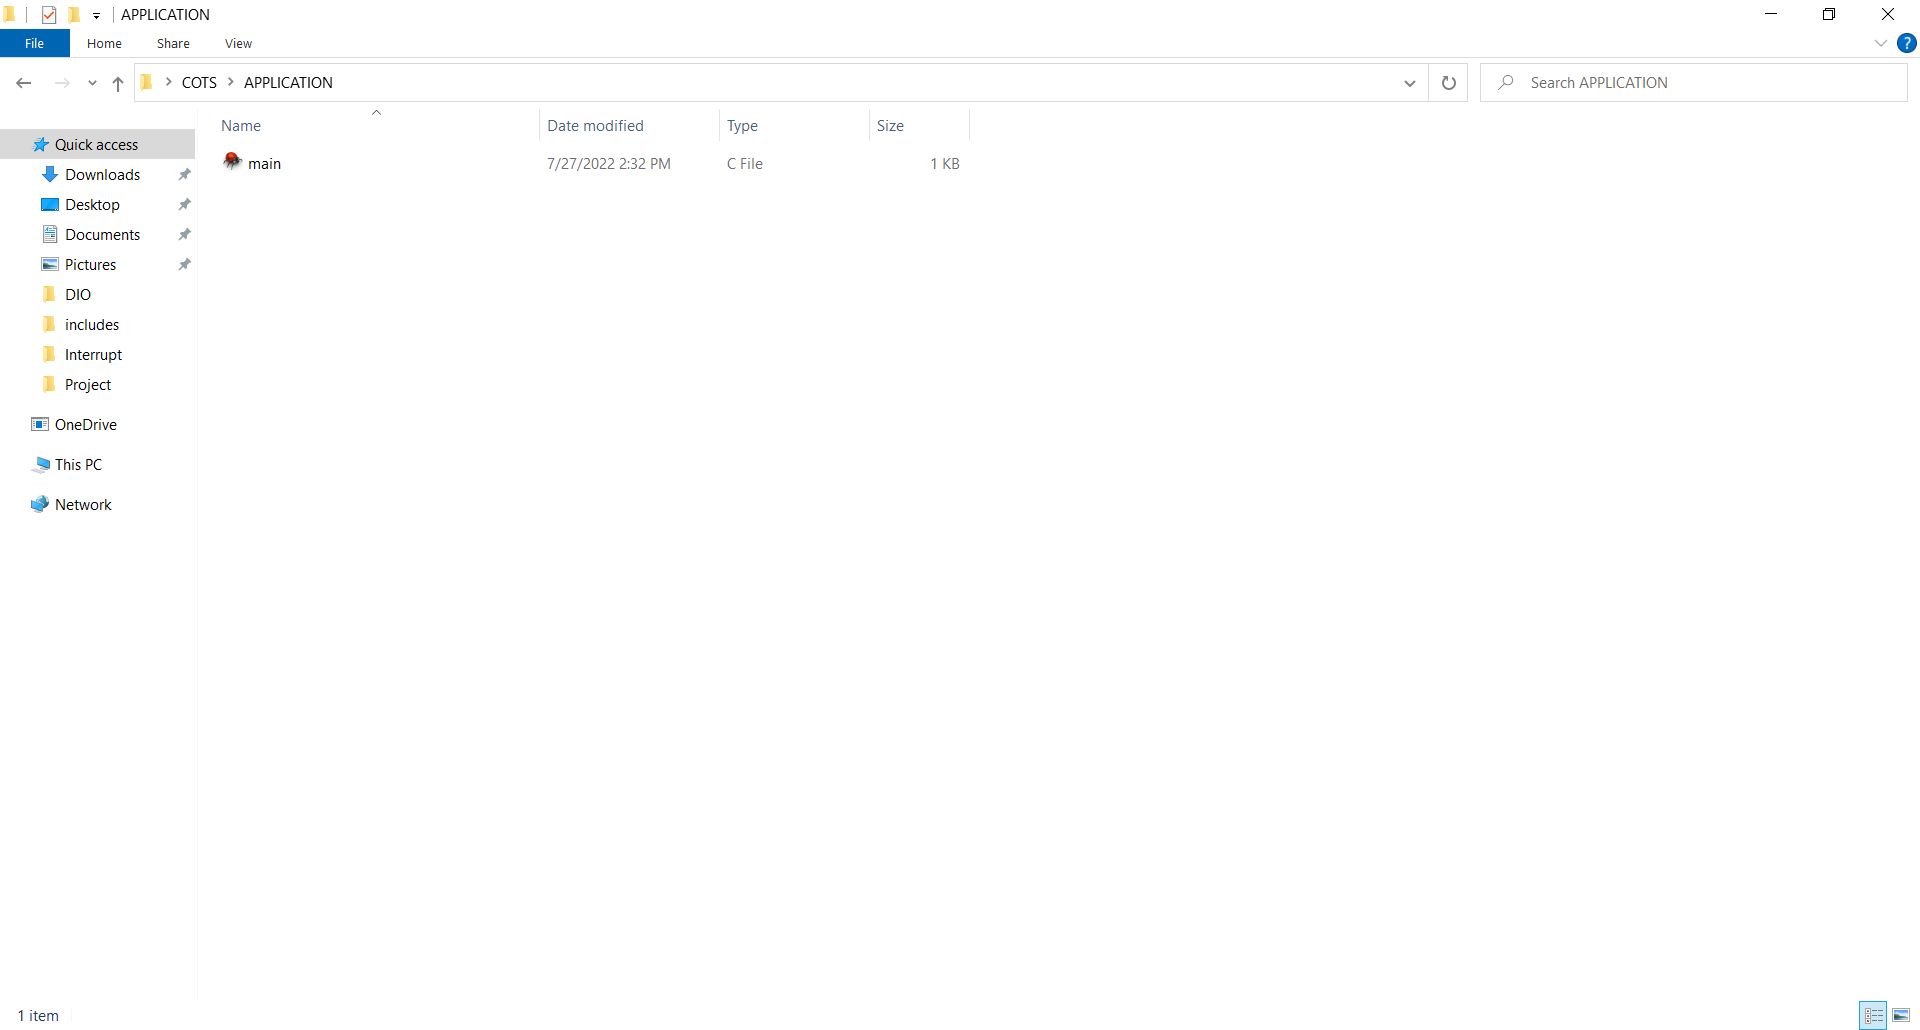 APPLICATION
File Home Share View
?
COTS APPLICATION
Search APPLICATION
Name Date modified Type Size
main 7/27/2022 2:32 PM C File 1 KB
Quick access
Downloads
Desktop
Documents
Pictures
DIO
includes
Interrupt
Project
OneDrive
This PC
Network
1 item